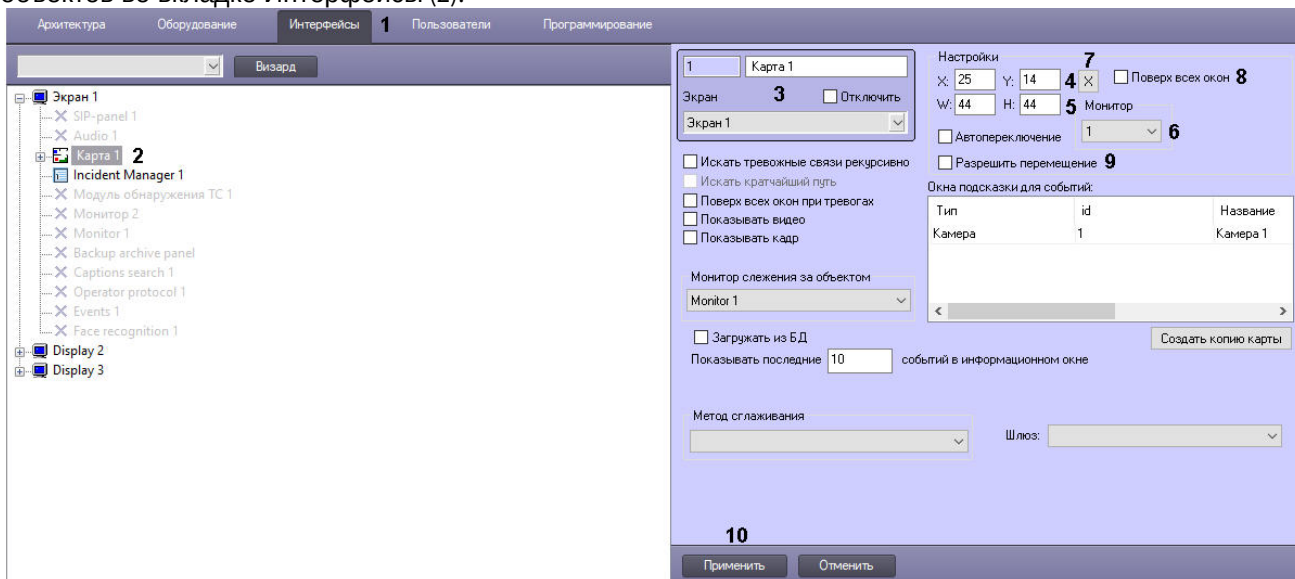 объектов во вкладке Интерфейсы (2).
Архитектура Оборудование Интерфейсы 1 Пользователи Программирование
Визард
Экран 1
SIP-panel 1
Audio 1
Карта 1 2
Incident Manager 1
Модуль обнаружения ТС 1
Монитор 2
Monitor 1
Backup archive panel
Captions search 1
Operator protocol 1
Events 1
Face recognition 1
Display 2
Display 3
1 Карта 1
Экран 3 Отключить
Экран 1
Искать тревожные связи рекурсивно
Искать кратчайший путь
Поверх всех окон при тревогах
Показывать видео
Показывать кадр
Монитор слежения за объектом
Monitor 1
Загружать из БД
Показывать последние 10 событий в информационном окне
Метод сглаживания
Шлюз:
Настройки 7
X: 25 Y: 14 4 X Поверх всех окон 8
W: 44 H: 44 5 Монитор
Автопереключение 1 6
Разрешить перемещение 9
Окна подсказки для событий:
Тип id Название
Камера 1 Камера 1
Создать копию карты
10
Применить Отменить